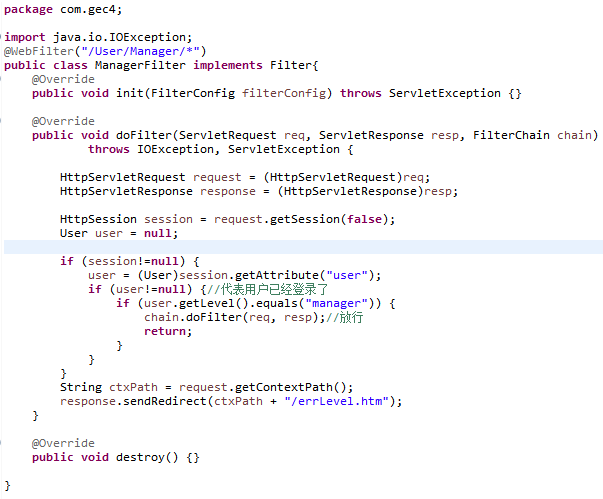 package com.gec4;
import java.io.IOException;
@WebFilter("/User/Manager/*")
public class ManagerFilter implements Filter{
@Override
public void init(FilterConfig filterConfig) throws ServletException {}
@Override
public void doFilter(ServletRequest req, ServletResponse resp, FilterChain chain)
throws IOException, ServletException {
HttpServletRequest request = (HttpServletRequest)req;
HttpServletResponse response = (HttpServletResponse)resp;
HttpSession session = request.getSession(false);
User user = null;
if (session!=null) {
user = (User)session.getAttribute("user");
if (user!=null) {//代表用户已经登录了
if (user.getLevel().equals("manager")) {
chain.doFilter(req, resp);//放行
return;
}
}
}
String ctxPath = request.getContextPath();
response.sendRedirect(ctxPath + "/errLevel.htm");
}
@Override
public void destroy() {}
}